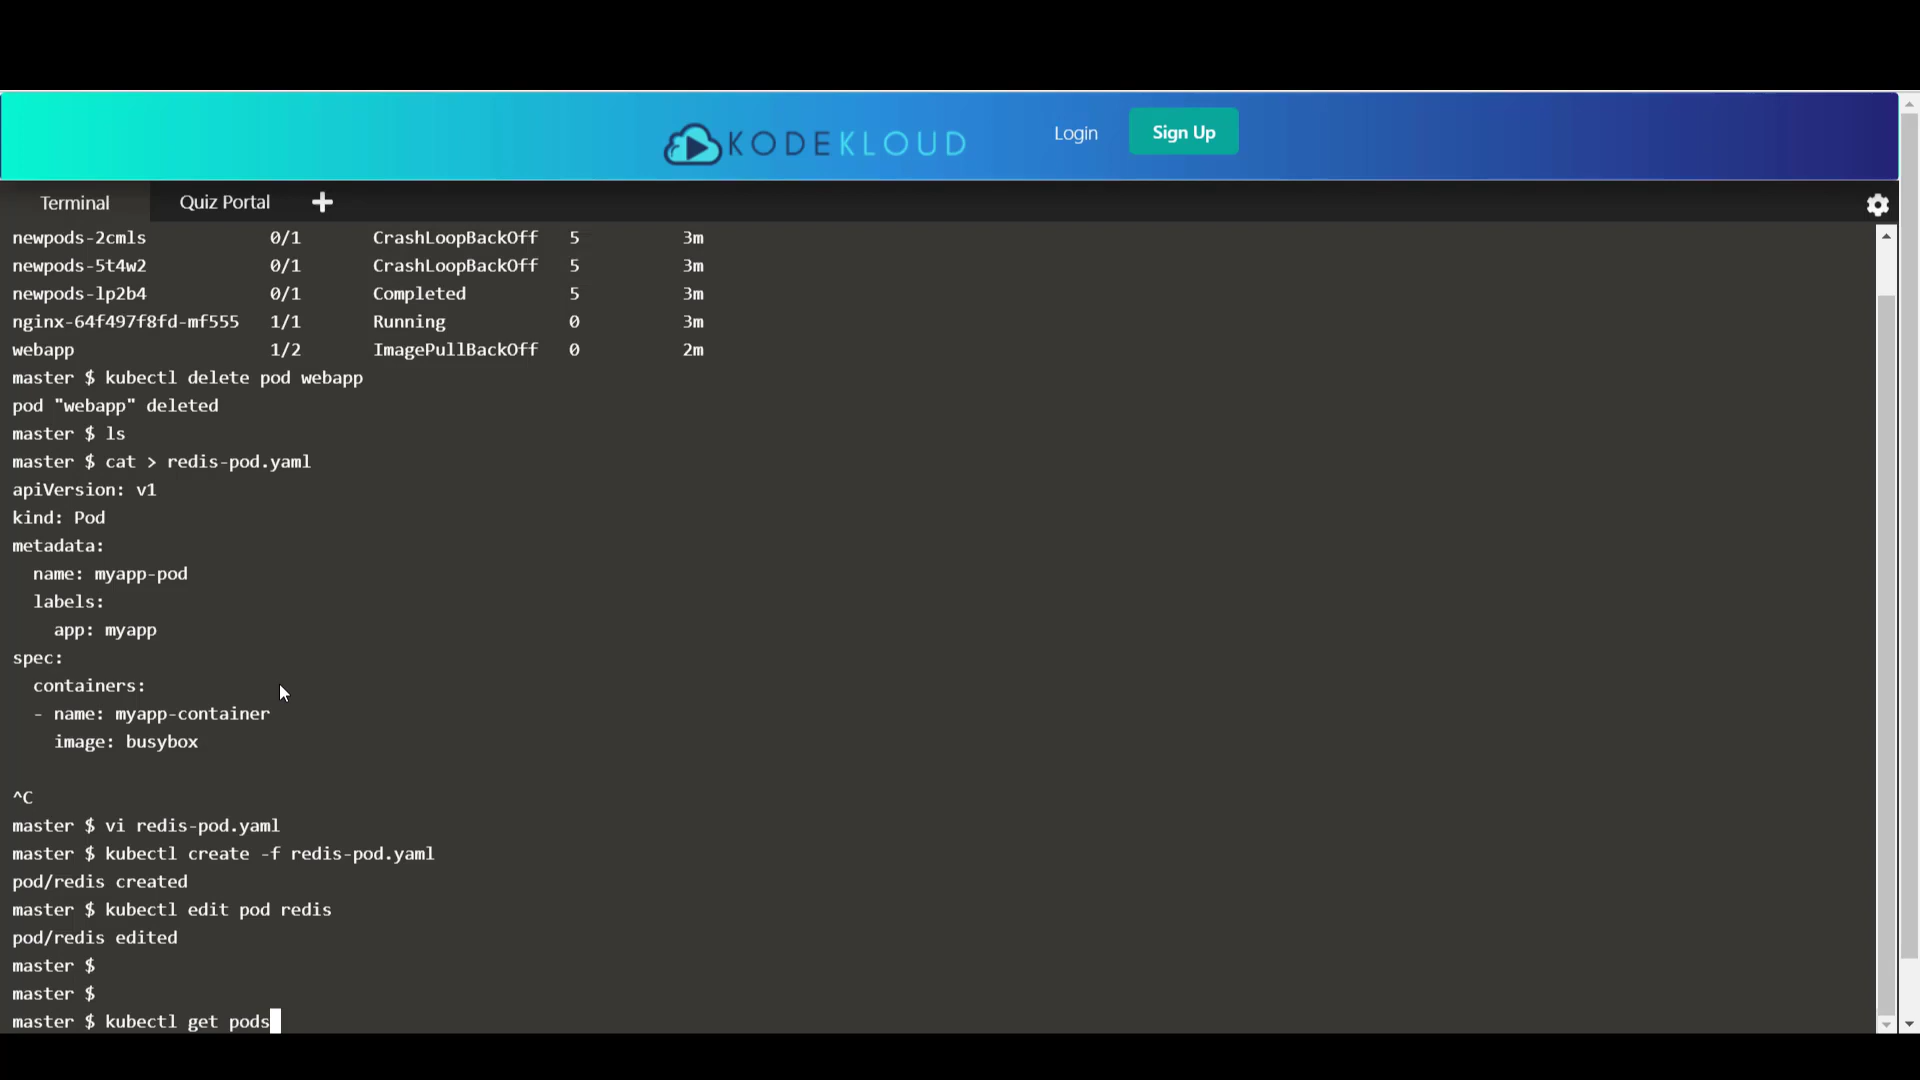 KODEKLOUD
Login
Sign Up
Terminal
Quiz Portal
newpods-2cmls 0/1 CrashLoopBackOff 5 3m
newpods-5t4w2 0/1 CrashLoopBackOff 5 3m
newpods-lp2b4 0/1 Completed 5 3m
nginx-64f497f8fd-mf555 1/1 Running 0 3m
webapp 1/2 ImagePullBackOff 0 2m
master $ kubectl delete pod webapp
pod "webapp" deleted
master $ ls
master $ cat > redis-pod.yaml
apiVersion: v1
kind: Pod
metadata:
  name: myapp-pod
  labels:
    app: myapp
spec:
  containers:
  - name: myapp-container
    image: busybox
^C
master $ vi redis-pod.yaml
master $ kubectl create -f redis-pod.yaml
pod/redis created
master $ kubectl edit pod redis
pod/redis edited
master $
master $
master $ kubectl get pods